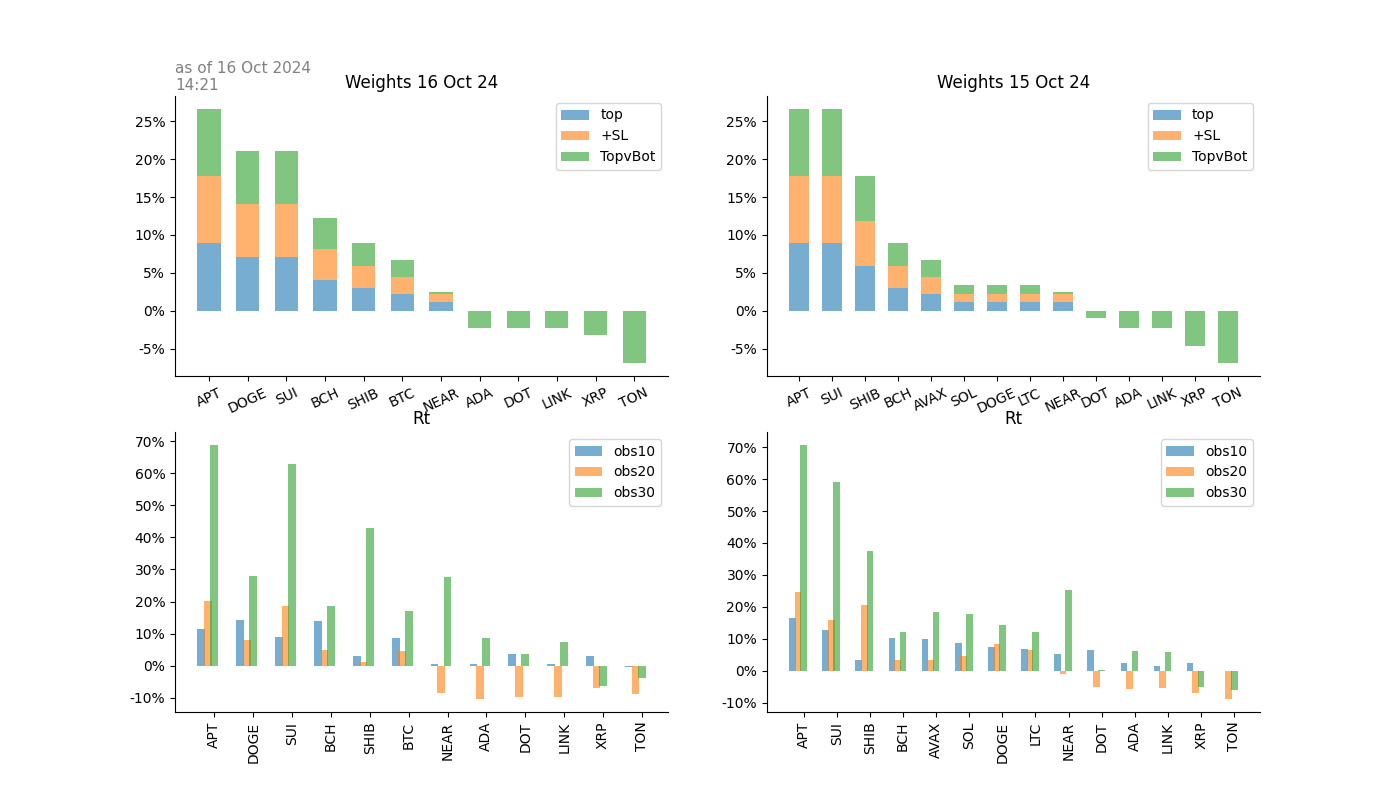 as of 16 Oct 2024
14:21
Weights 16 Oct 24
25%
20%
15%
10%
5%
0%
-5%
top
+SL
TopvBot
APT DOGE SUI BCH SHIB BTC NEAR ADA DOT LINK XRP TON
Weights 15 Oct 24
25%
20%
15%
10%
5%
0%
-5%
top
+SL
TopvBot
APT SUI SHIB BCH AVAX SOL DOGE LTC NEAR DOT ADA LINK XRP TON
Rt
70%
60%
50%
40%
30%
20%
10%
0%
-10%
obs10
obs20
obs30
APT DOGE SUI BCH SHIB BTC NEAR ADA DOT LINK XRP TON
Rt
70%
60%
50%
40%
30%
20%
10%
0%
-10%
obs10
obs20
obs30
APT SUI SHIB BCH AVAX SOL DOGE LTC NEAR DOT ADA LINK XRP TON